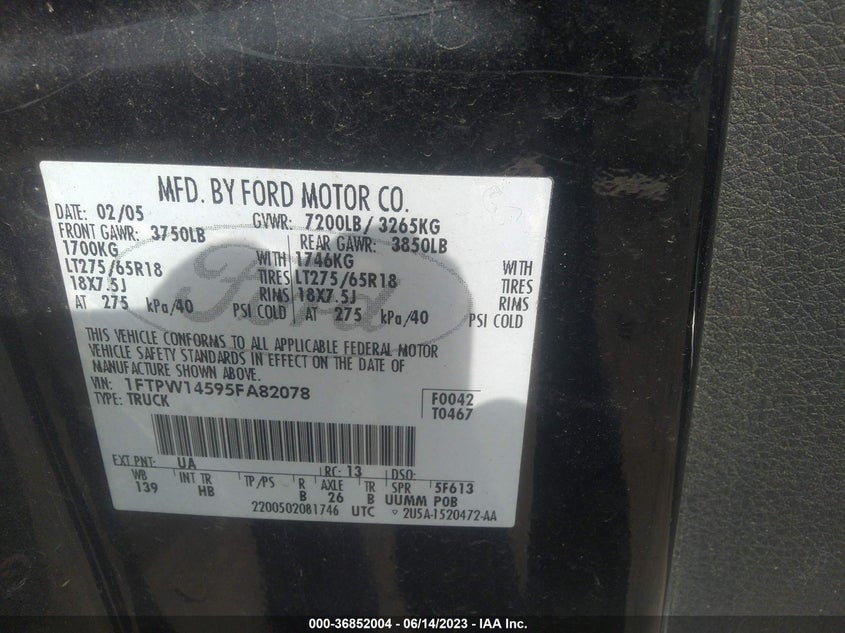 MFD. BY FORD MOTOR CO.
DATE: 02/05 GVWR: 7200LB / 3265KG
FRONT GAWR: 3750LB REAR GAWR: 3850LB
1700KG WITH 1746KG WITH
LT275/65R18 TIRES LT275/65R18 TIRES
18X7.5J RIMS 18X7.5J RIMS
AT 275 kPa/40 PSI COLD AT 275 kPa/40 PSI COLD
Ford
THIS VEHICLE CONFORMS TO ALL APPLICABLE FEDERAL MOTOR
VEHICLE SAFETY STANDARDS IN EFFECT ON THE DATE OF
MANUFACTURE SHOWN ABOVE.
VIN: 1FTPW14595FA82078 F0042
TYPE: TRUCK T0467
EXT PNT: UA RC: 13 DSO:
WB INT TR TP/PS R AXLE TR SPR 5F613
139 HB B 26 B UUMM POB
2200502081746 UTC ▿ 2U5A-1520472-AA
000-36852004 - 06/14/2023 - IAA Inc.